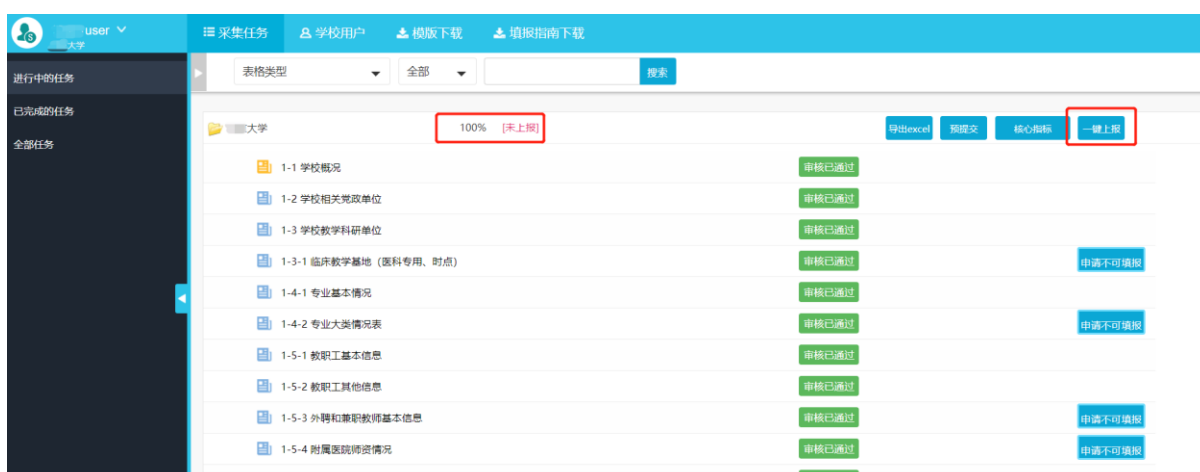 user
大学
采集任务 学校用户 模版下载 填报指南下载
进行中的任务
已完成的任务
全部任务
表格类型 全部 搜索
大学 100% [未上报] 导出excel 预提交 核心指标 一键上报
1-1 学校概况 审核已通过
1-2 学校相关党政单位 审核已通过
1-3 学校教学科研单位 审核已通过
1-3-1 临床教学基地（医科专用、时点） 审核已通过 申请不可填报
1-4-1 专业基本情况 审核已通过
1-4-2 专业大类情况表 审核已通过 申请不可填报
1-5-1 教职工基本信息 审核已通过
1-5-2 教职工其他信息 审核已通过
1-5-3 外聘和兼职教师基本信息 审核已通过 申请不可填报
1-5-4 附属医院师资情况 审核已通过 申请不可填报